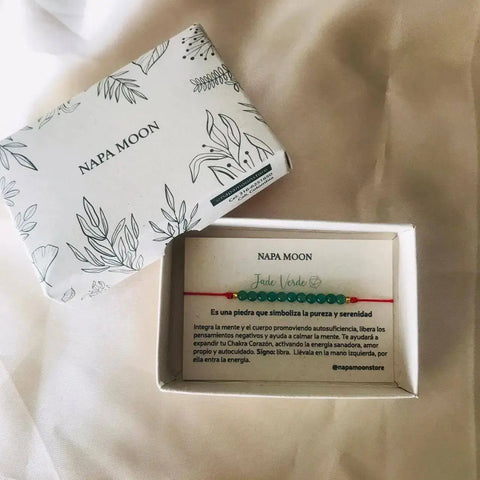 NAPA MOON
Cali, Colombia
NAPA MOON
Jade Verde
Es una piedra que simboliza la pureza y serenidad
Integra la mente y el cuerpo promoviendo autosuficiencia, libera los
pensamientos negativos y ayuda a calmar la mente. Te ayudará a
expandir tu Chakra Corazón, activando la energía sanadora, amor
propio y autocuidado. Signo: libra. Llévala en la mano izquierda, por
ella entra la energía.
@napamoonstore